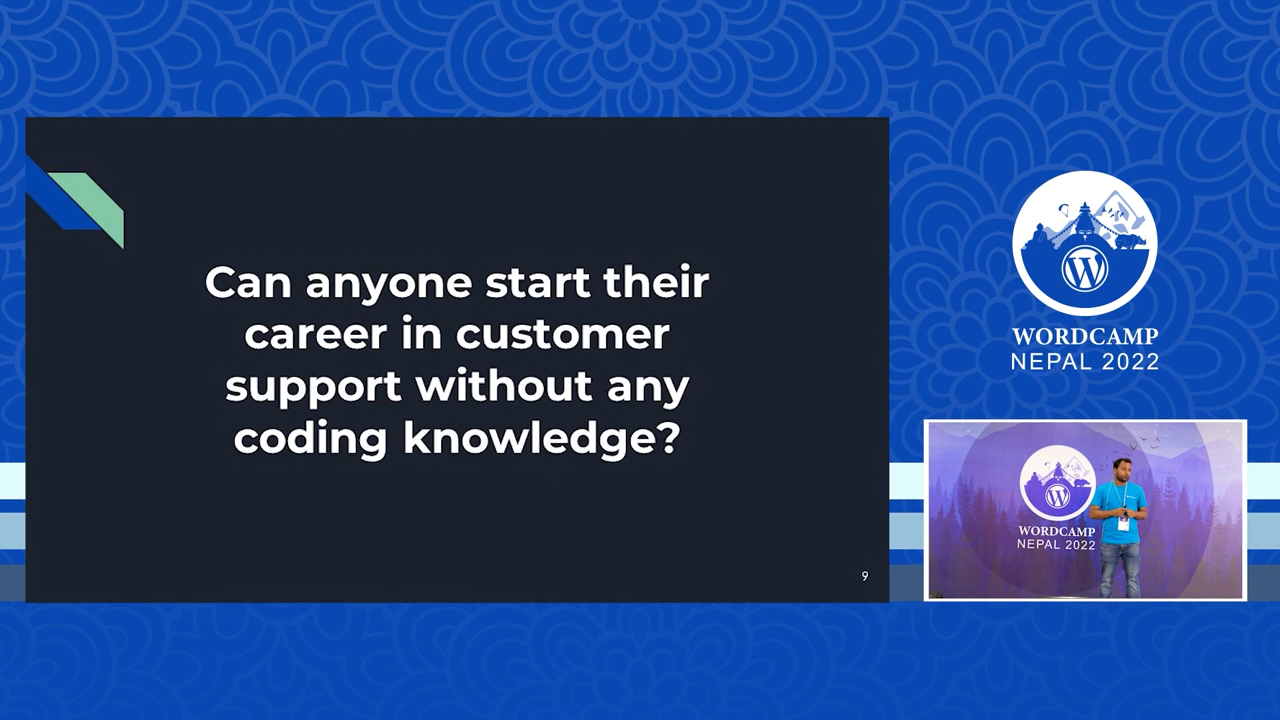 Can anyone start their
career in customer
support without any
coding knowledge?
9
WORDCAMP
NEPAL 2022
WORDCAMP
NEPAL 2022